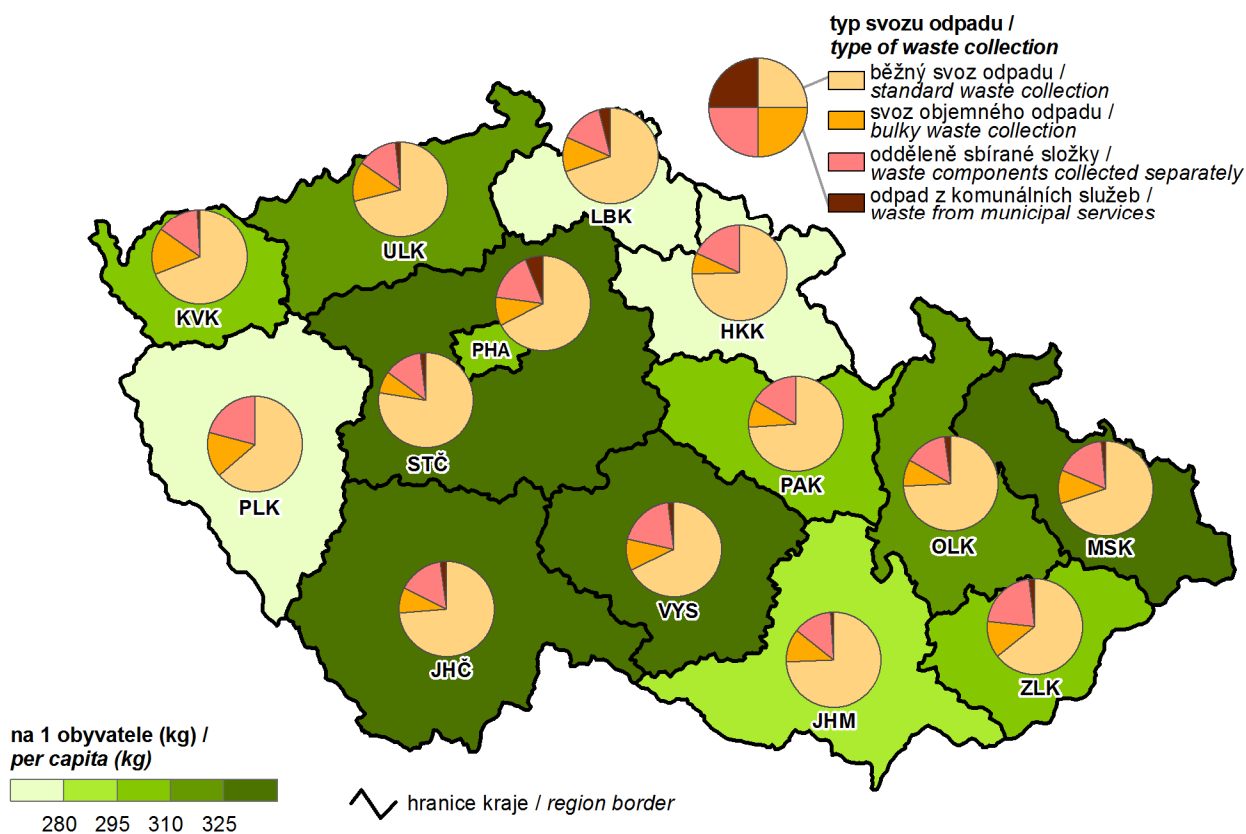 typ svozu odpadu /
type of waste collection
běžný svoz odpadu /
standard waste collection
svoz objemného odpadu /
bulky waste collection
odděleně sbírané složky /
waste components collected separately
odpad z komunálních služeb /
waste from municipal services
LBK
ULK
KVK
HKK
PHA
STČ
PLK
PAK
OLK
MSK
VYS
JHČ
ZLK
JHM
na 1 obyvatele (kg) /
per capita (kg)
280 295 310 325
hranice kraje / region border